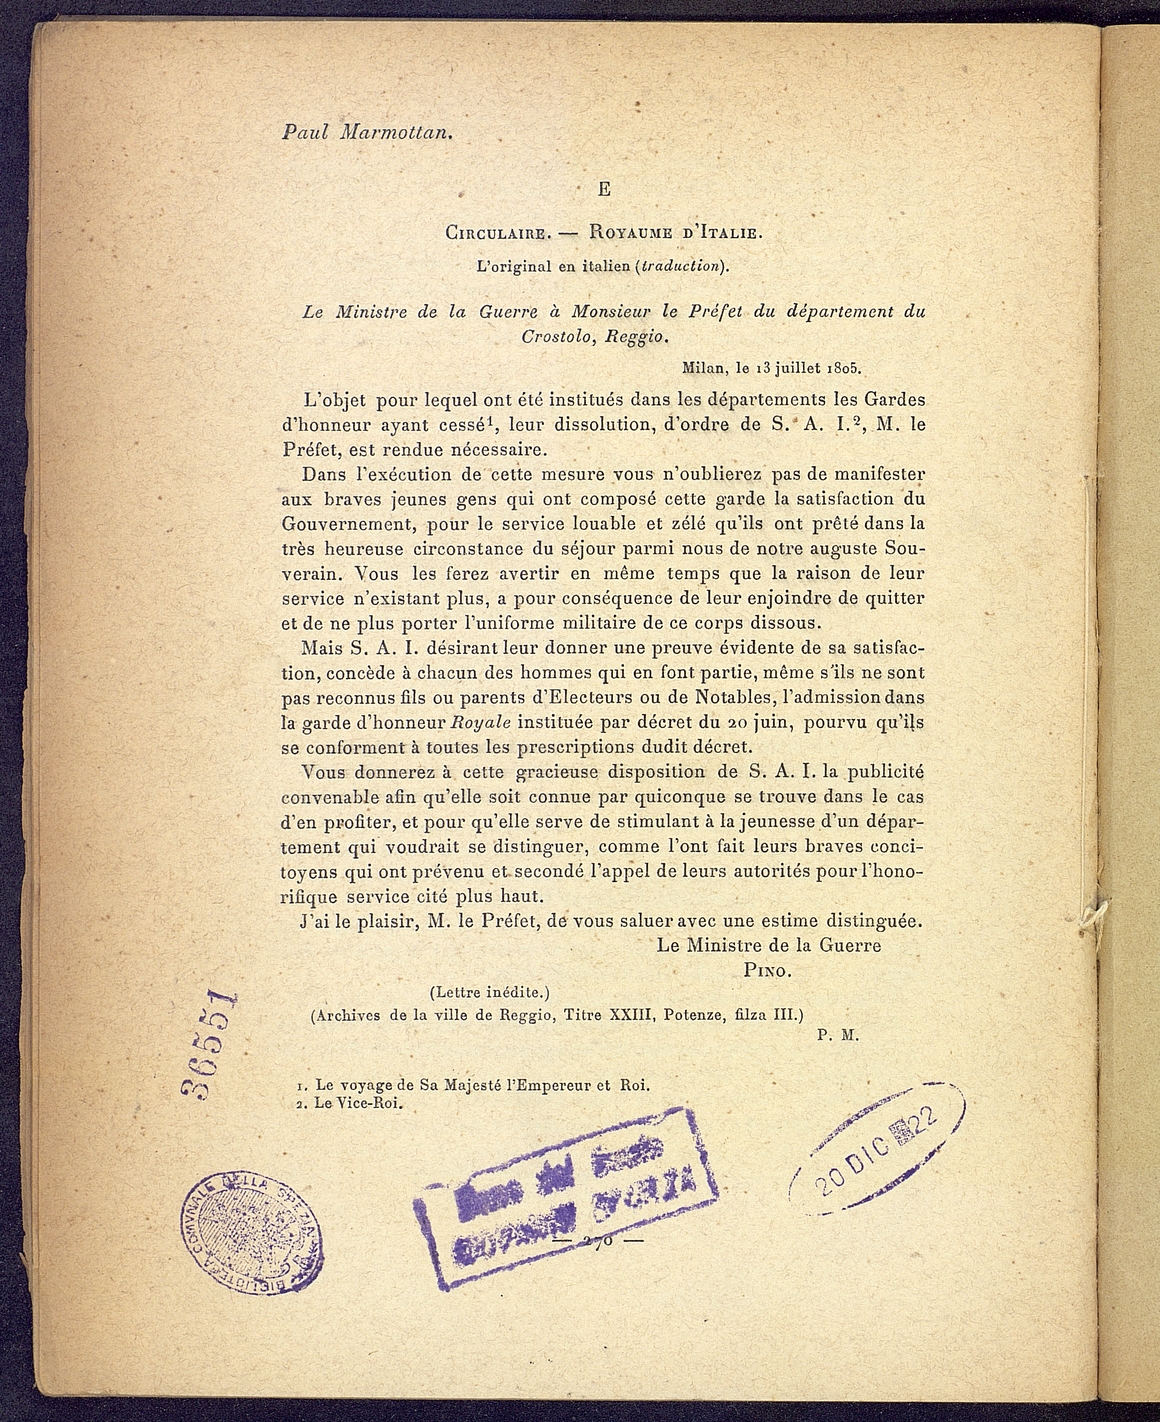 Paul Marmottan.
E
CIRCULAIRE. — ROYAUME D'ITALIE.
L'original en italien (traduction).
Le Ministre de la Guerre à Monsieur le Préfet du département du
Crostolo, Reggio.
Milan, le 13 juillet 1805.
L'objet pour lequel ont été institués dans les départements les Gardes
d'honneur ayant cessé¹, leur dissolution, d'ordre de S. A. I.², M. le
Préfet, est rendue nécessaire.
Dans l'exécution de cette mesure vous n'oublierez pas de manifester
aux braves jeunes gens qui ont composé cette garde la satisfaction du
Gouvernement, pour le service louable et zélé qu'ils ont prêté dans la
très heureuse circonstance du séjour parmi nous de notre auguste Sou-
verain. Vous les ferez avertir en même temps que la raison de leur
service n'existant plus, a pour conséquence de leur enjoindre de quitter
et de ne plus porter l'uniforme militaire de ce corps dissous.
Mais S. A. I. désirant leur donner une preuve évidente de sa satisfac-
tion, concède à chacun des hommes qui en font partie, même s'ils ne sont
pas reconnus fils ou parents d'Electeurs ou de Notables, l'admission dans
la garde d'honneur Royale instituée par décret du 20 juin, pourvu qu'ils
se conforment à toutes les prescriptions dudit décret.
Vous donnerez à cette gracieuse disposition de S. A. I. la publicité
convenable afin qu'elle soit connue par quiconque se trouve dans le cas
d'en profiter, et pour qu'elle serve de stimulant à la jeunesse d'un dépar-
tement qui voudrait se distinguer, comme l'ont fait leurs braves conci-
toyens qui ont prévenu et secondé l'appel de leurs autorités pour l'hono-
rifique service cité plus haut.
J'ai le plaisir, M. le Préfet, de vous saluer avec une estime distinguée.
Le Ministre de la Guerre
PINO.
(Lettre inédite.)
(Archives de la ville de Reggio, Titre XXIII, Potenze, filza III.)
P. M.
36551
1. Le voyage de Sa Majesté l'Empereur et Roi.
2. Le Vice-Roi.
20 DIC 22
BIBLIOTECA COMVNALE DELLA SPEZIA
— 270 —